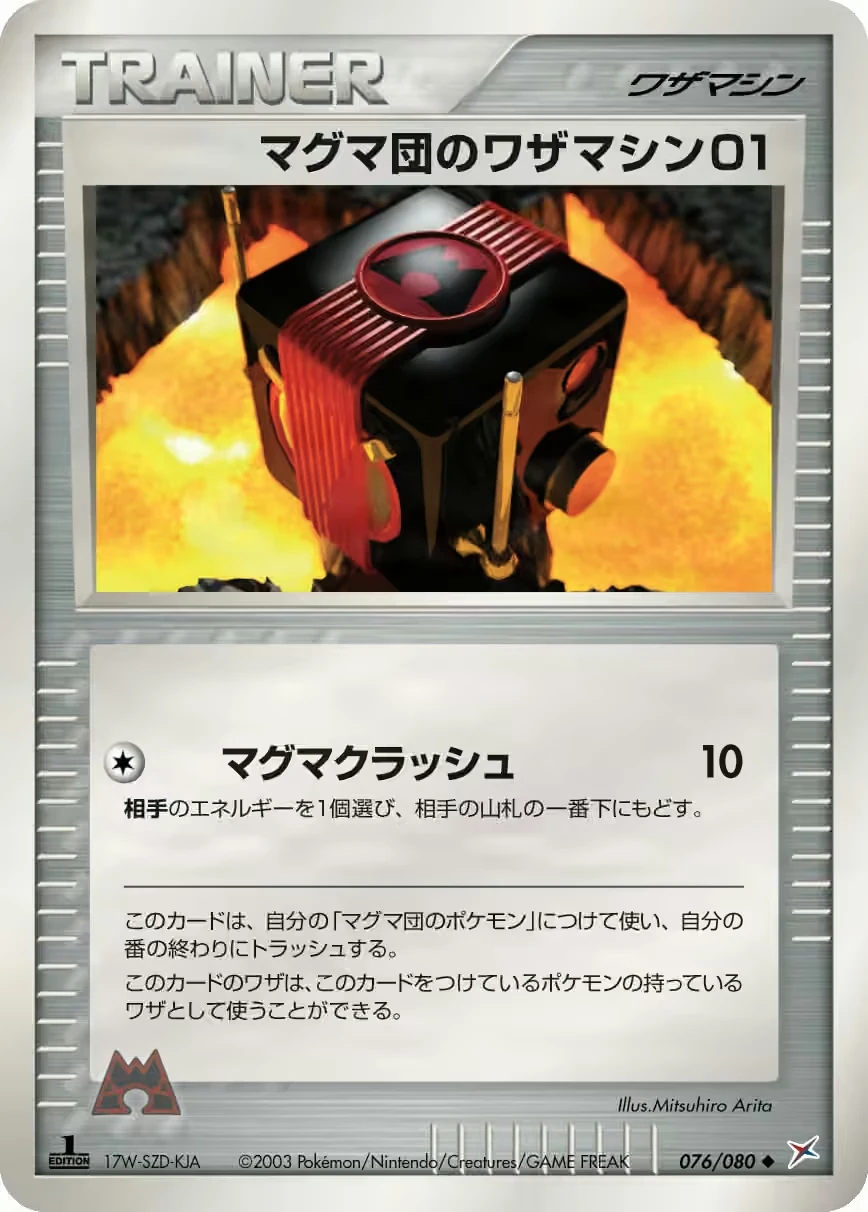 TRAINER ワザマシン
マグマ団のワザマシン01
マグマクラッシュ 10
相手のエネルギーを1個選び、相手の山札の一番下にもどす。
このカードは、自分の「マグマ団のポケモン」につけて使い、自分の
番の終わりにトラッシュする。
このカードのワザは、このカードをつけているポケモンの持っている
ワザとして使うことができる。
Illus.Mitsuhiro Arita
1 EDITION 17W-SZD-KJA ©2003 Pokémon/Nintendo/Creatures/GAME FREAK 076/080 ◆